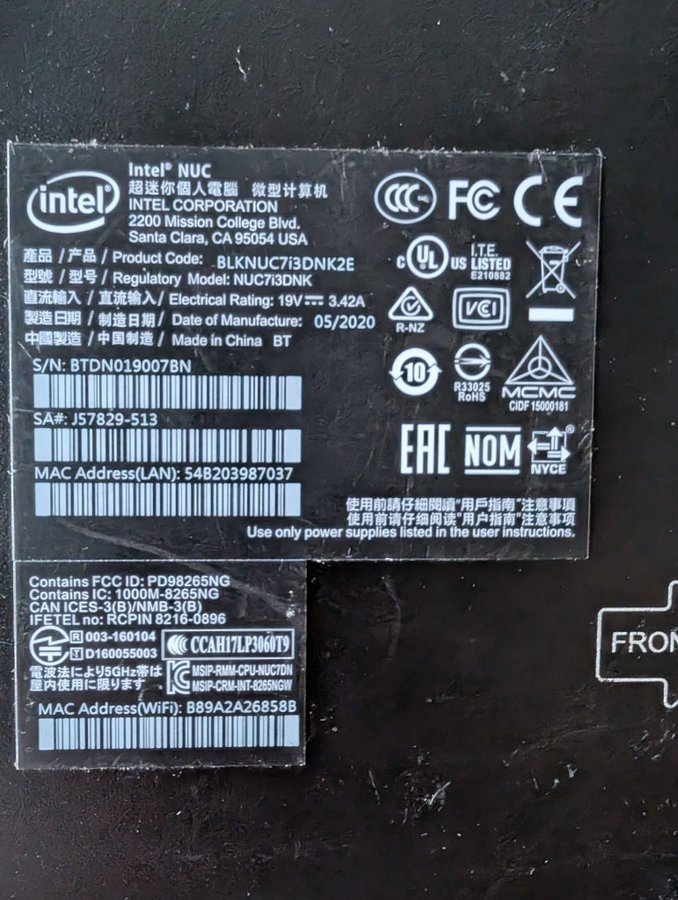 intel
Intel® NUC
超迷你個人電腦 微型计算机
INTEL CORPORATION
2200 Mission College Blvd.
Santa Clara, CA 95054 USA
產品 / 产品 / Product Code: BLKNUC7i3DNK2E
型號 / 型号 / Regulatory Model: NUC7i3DNK
直流輸入 / 直流输入 / Electrical Rating: 19V⎓ 3.42A
製造日期 / 制造日期 / Date of Manufacture: 05/2020
中國製造 / 中国制造 / Made in China BT
S/N: BTDN019007BN
SA#: J57829-513
MAC Address(LAN): 54B203987037
CCC FC CE
c UL US I.T.E.
LISTED
E210882
R-NZ
VCCI
10
R33025
RoHS
MCMC
CIDF 15000181
EAC NOM NYCE®
使用前請仔細閱讀"用戶指南"注意事項
使用前请仔细阅读"用户指南"注意事项
Use only power supplies listed in the user instructions.
Contains FCC ID: PD98265NG
Contains IC: 1000M-8265NG
CAN ICES-3(B)/NMB-3(B)
IFETEL no: RCPIN 8216-0896
R 003-160104
T D160055003
CCAH17LP3060T9
電波法により5GHz帯は
屋内使用に限ります
MSIP-RMM-CPU-NUC7DN
MSIP-CRM-INT-8265NGW
MAC Address(WiFi): B89A2A26858B
FRON